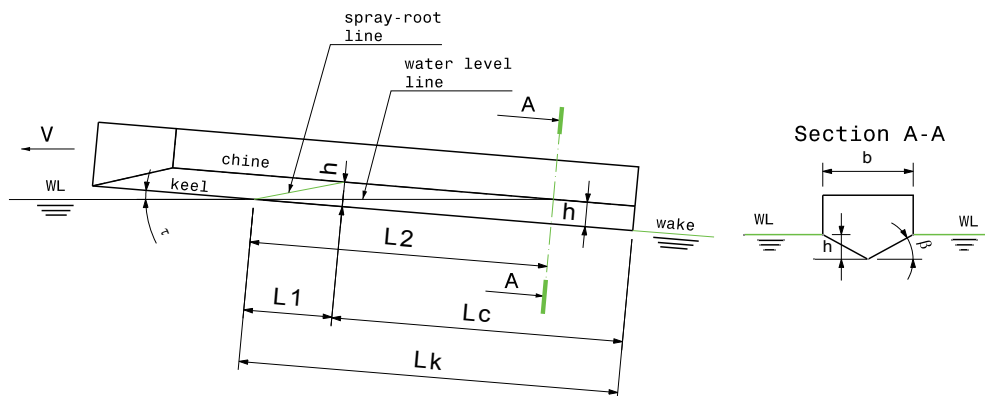 spray-root
line
water level
line
A
Section A-A
V
chine
h
b
WL
keel
h
wake
WL
WL
h
β
τ
L2
A
L1
Lc
Lk